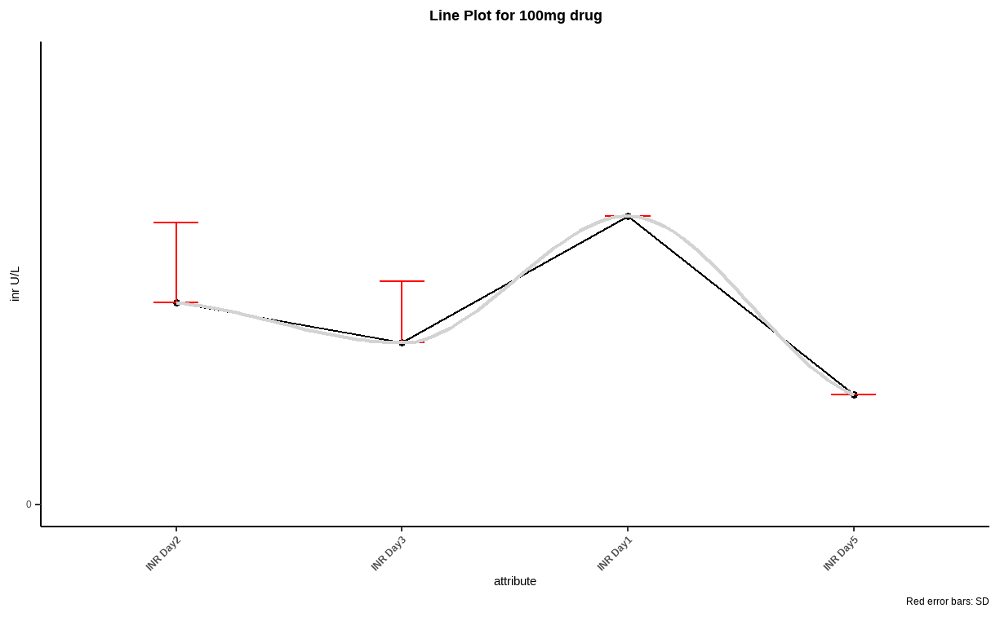 Line Plot for 100mg drug
inr U/L
0
INR Day2
INR Day3
INR Day1
INR Day5
attribute
Red error bars: SD